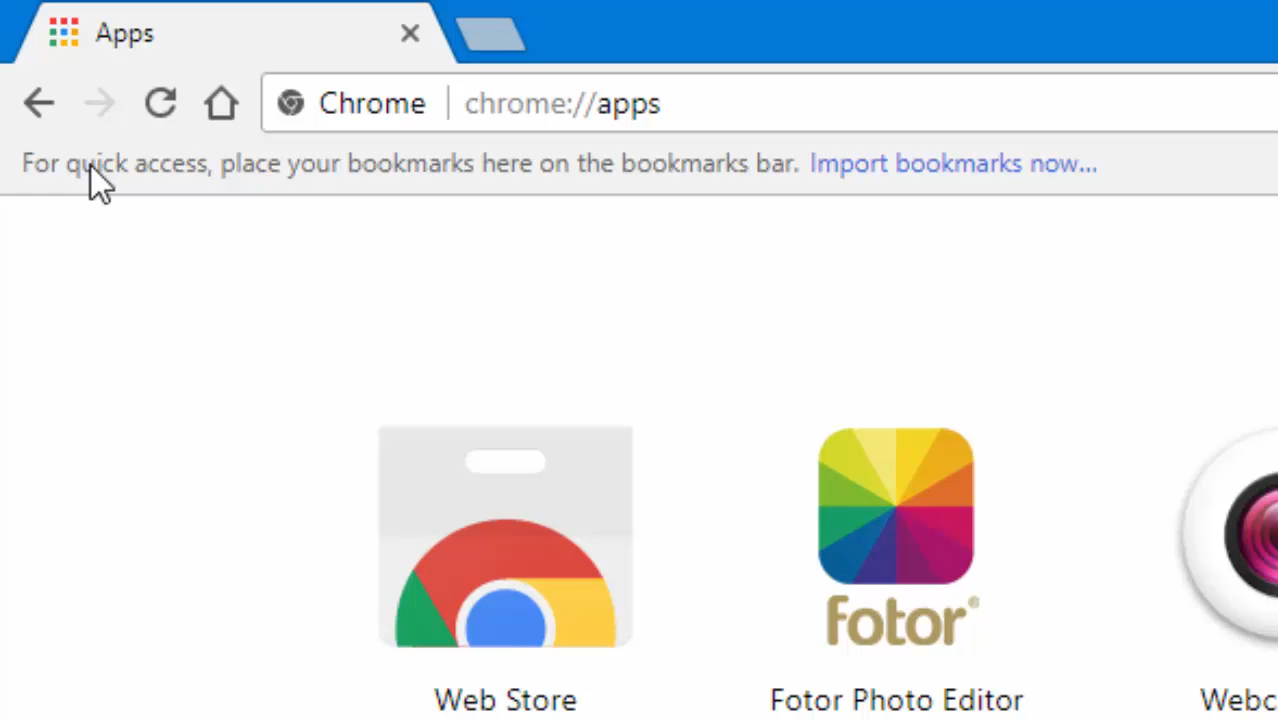 Apps
Chrome chrome://apps
For quick access, place your bookmarks here on the bookmarks bar. Import bookmarks now...
fotor®
Web Store Fotor Photo Editor